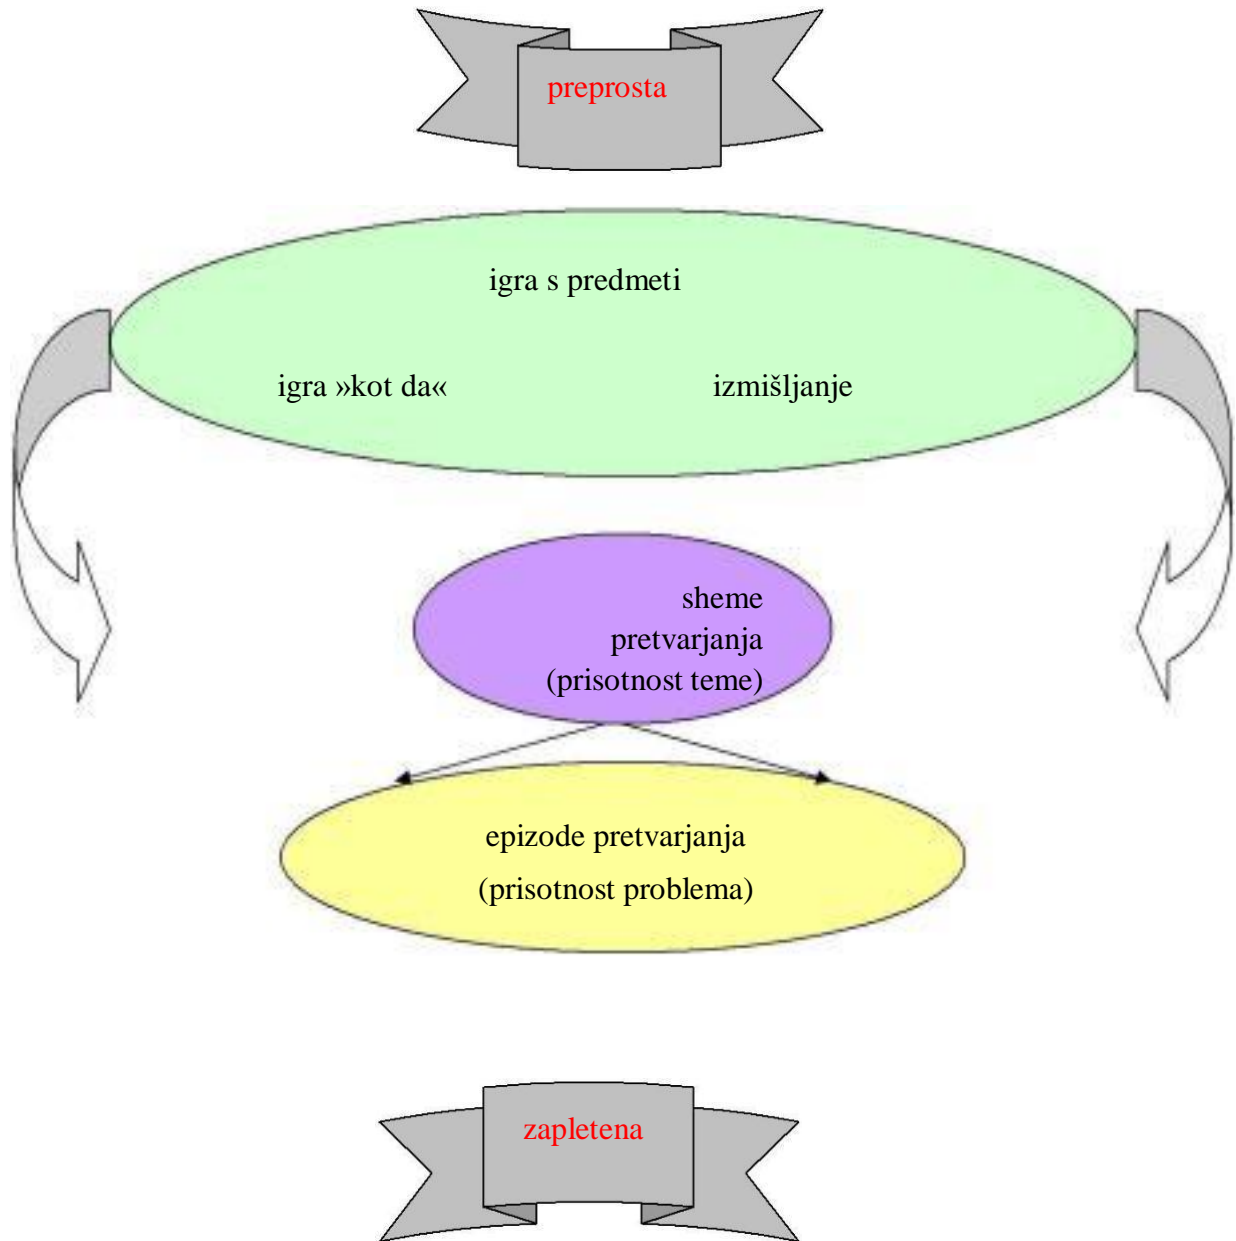 preprosta
igra s predmeti
igra »kot da« izmišljanje
sheme
pretvarjanja
(prisotnost teme)
epizode pretvarjanja
(prisotnost problema)
zapletena